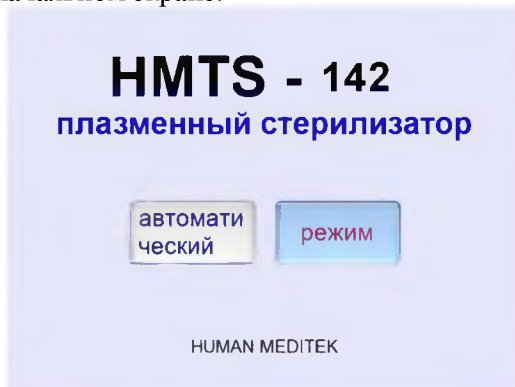 HMTS - 142
плазменный стерилизатор
автомати
ческий
режим
HUMAN MEDITEK